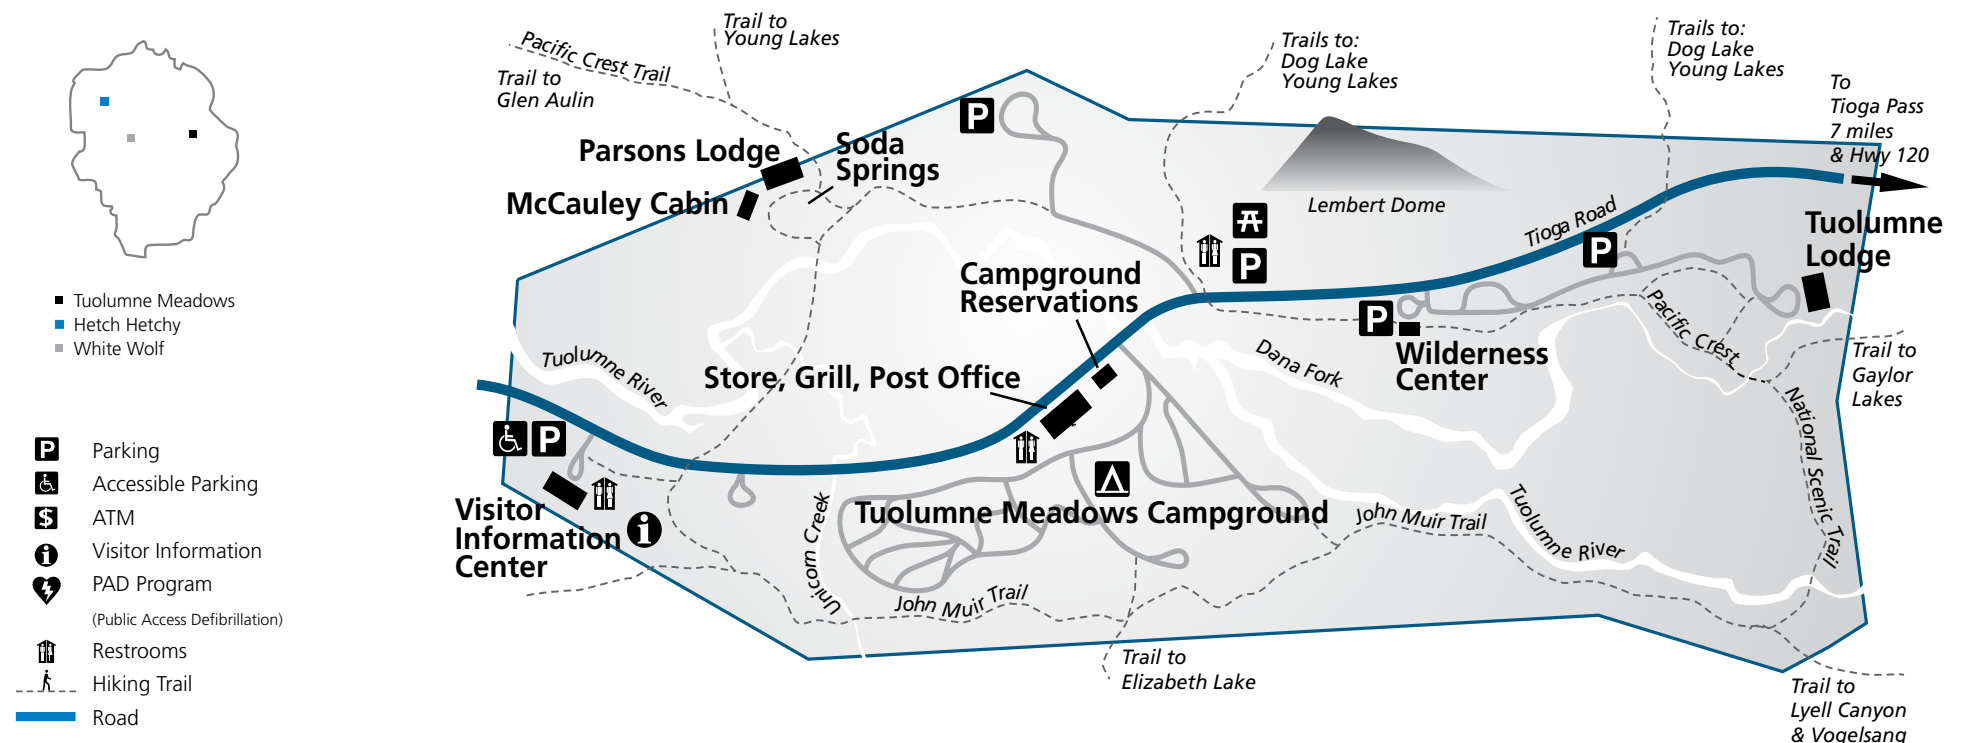 Tuolumne Meadows
Hetch Hetchy
White Wolf
P
Parking
Accessible Parking
$
ATM
i
Visitor Information
PAD Program
(Public Access Defibrillation)
Restrooms
Hiking Trail
Road
Pacific Crest Trail
Trail to
Glen Aulin
Trail to
Young Lakes
Trails to:
Dog Lake
Young Lakes
Trails to:
Dog Lake
Young Lakes
To
Tioga Pass
7 miles
& Hwy 120
P
Parsons Lodge
Soda
Springs
McCauley Cabin
Lembert Dome
Tioga Road
P
P
Tuolumne
Lodge
Campground
Reservations
P
Wilderness
Center
Pacific Crest
National Scenic Trail
Trail to
Gaylor
Lakes
Dana Fork
Tuolumne River
Store, Grill, Post Office
P
Visitor
Information
Center
i
Unicorn Creek
Tuolumne Meadows Campground
John Muir Trail
John Muir Trail
Tuolumne River
Trail to
Elizabeth Lake
Trail to
Lyell Canyon
& Vogelsang